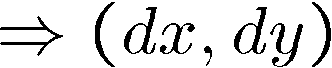 ⇒ (dx, dy)